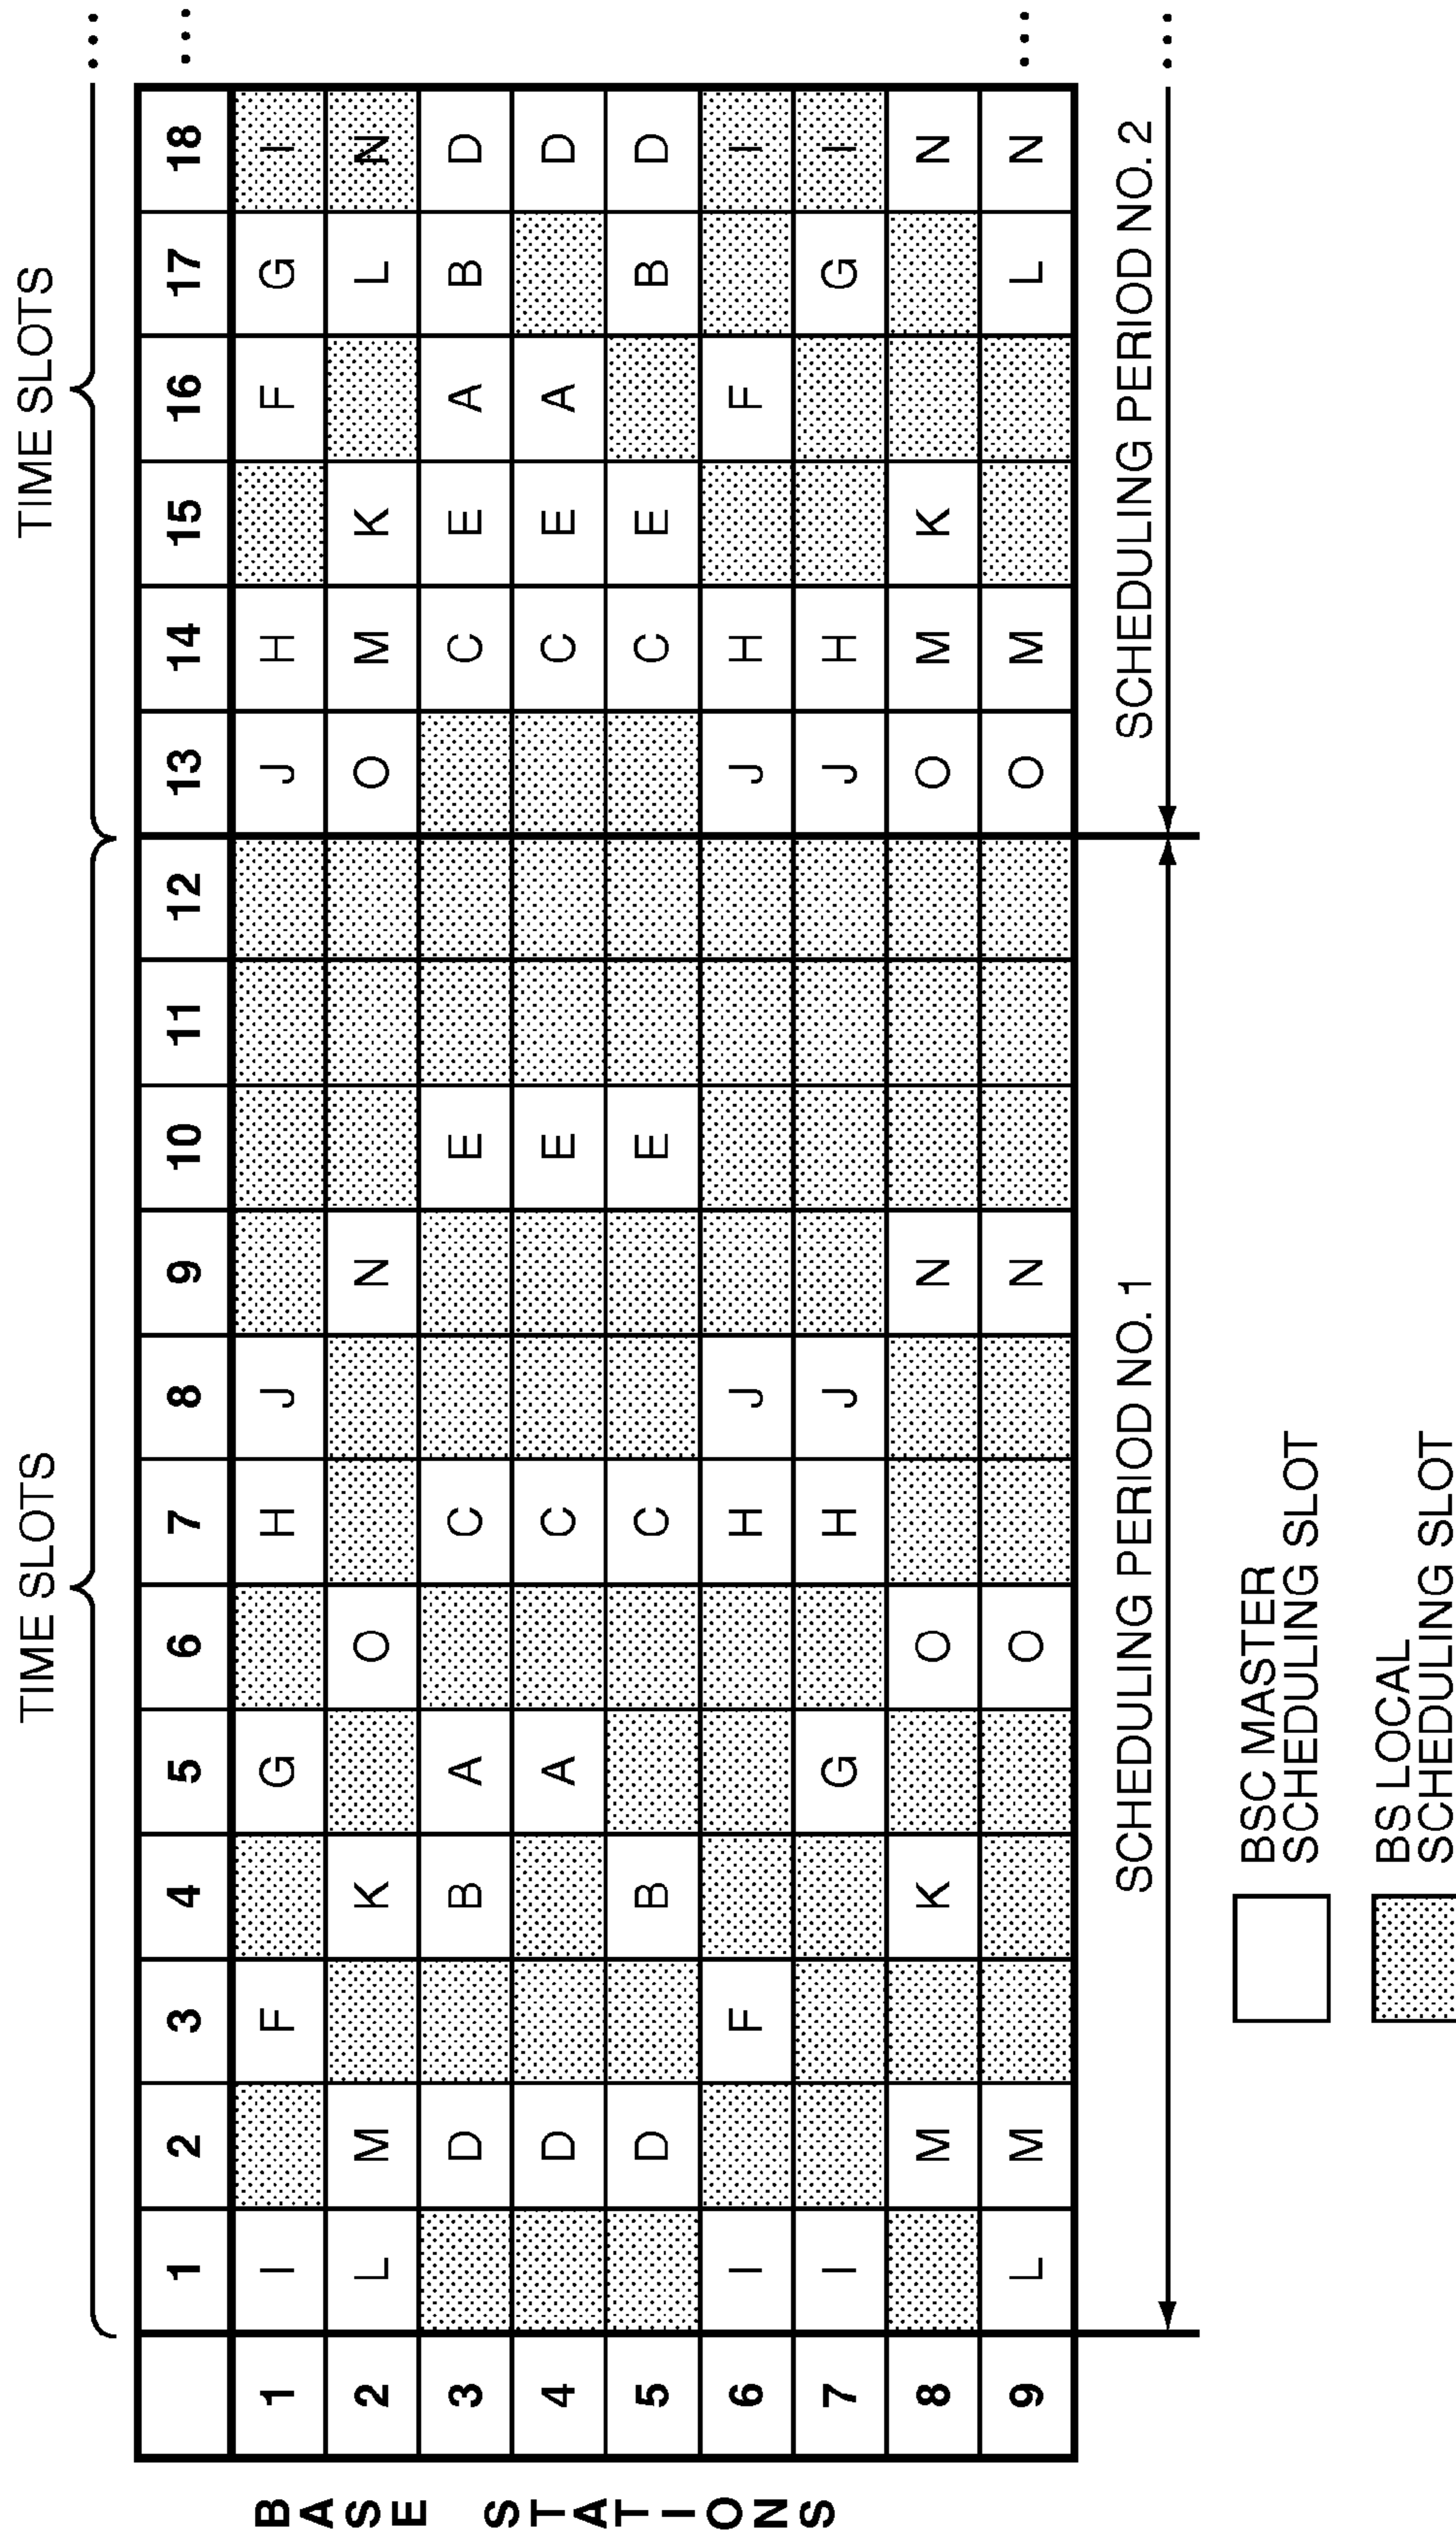 TIME SLOTS TIME SLOTS
1 2 3 4 5 6 7 8 9 10 11 12 13 14 15 16 17 18 ...
BASE STATIONS
1 I F G H J J H F G I
2 L M K O N O M K L N
3 D B A C E C E A B D
4 D A C E C E A D
5 D B C E C E B D
6 I F H J J H F I
7 I G H J J H G I
8 M K O N O M K N
9 L M O N O M L N ...
SCHEDULING PERIOD NO. 1 SCHEDULING PERIOD NO. 2 ...
BSC MASTER
SCHEDULING SLOT
BS LOCAL
SCHEDULING SLOT